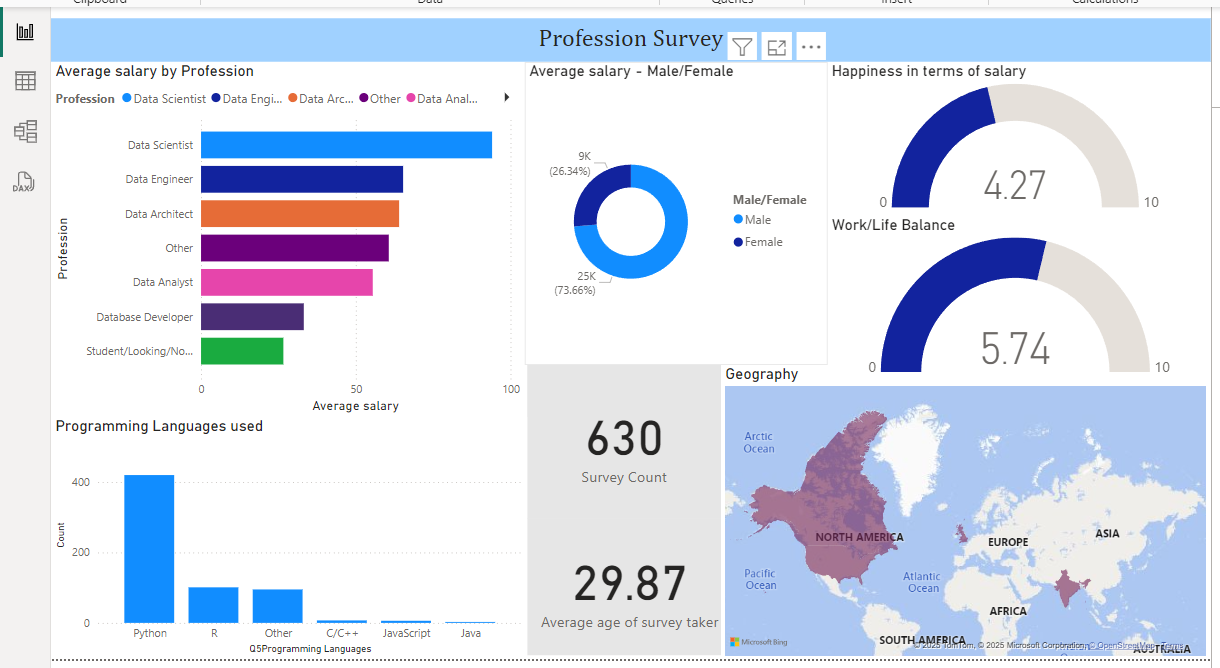 Clipboard
Data
Queries
Insert
Calculations
Profession Survey
Average salary by Profession
Profession Data Scientist Data Engi... Data Arc... Other Data Anal...
Profession
Data Scientist
Data Engineer
Data Architect
Other
Data Analyst
Database Developer
Student/Looking/No...
0 50 100
Average salary
Average salary - Male/Female
9K
(26.34%)
25K
(73.66%)
Male/Female
Male
Female
Happiness in terms of salary
0
4.27
10
Work/Life Balance
0
5.74
10
Programming Languages used
Count
400
200
0
Python R Other C/C++ JavaScript Java
Q5Programming Languages
630
Survey Count
29.87
Average age of survey taker
Geography
Arctic
Ocean
NORTH AMERICA
EUROPE
ASIA
Pacific
Ocean
Atlantic
Ocean
AFRICA
SOUTH AMERICA
AUSTRALIA
Microsoft Bing
© 2025 TomTom, © 2025 Microsoft Corporation, © OpenStreetMap Terms
DAX